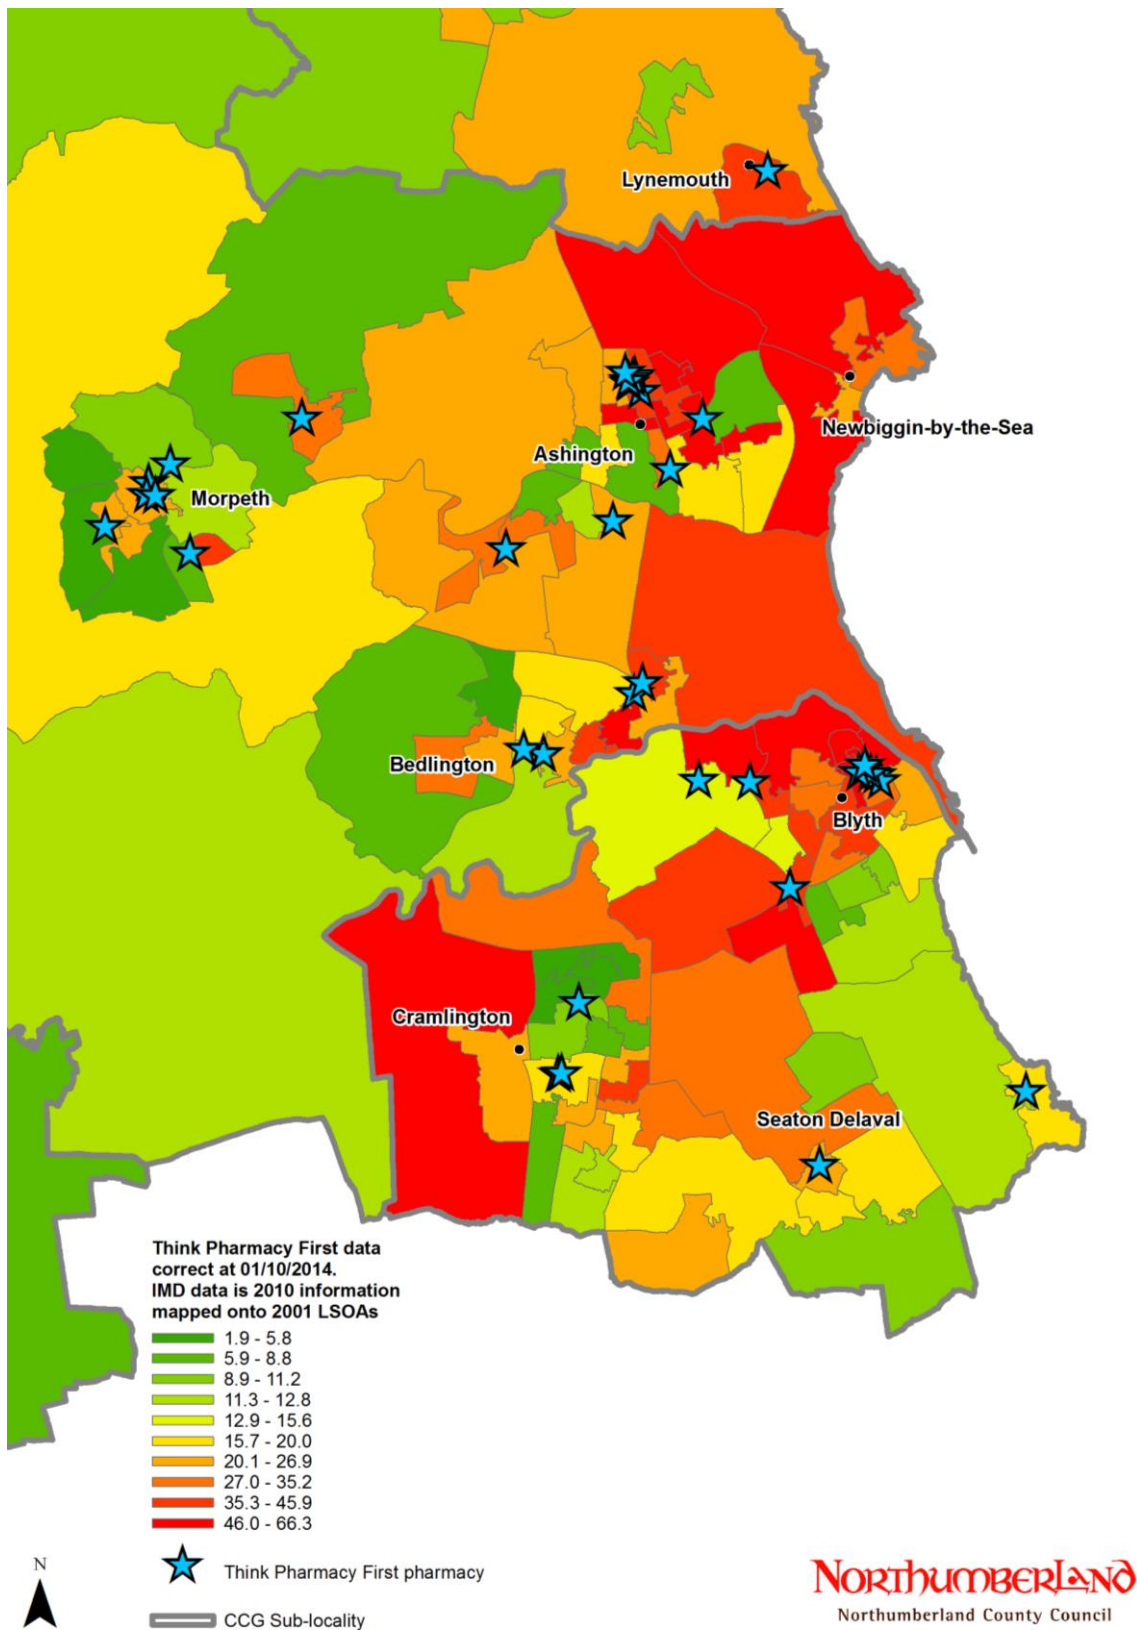 Lynemouth
Newbiggin-by-the-Sea
Ashington
Morpeth
Bedlington
Blyth
Cramlington
Seaton Delaval
Think Pharmacy First data
correct at 01/10/2014.
IMD data is 2010 information
mapped onto 2001 LSOAs
1.9 - 5.8
5.9 - 8.8
8.9 - 11.2
11.3 - 12.8
12.9 - 15.6
15.7 - 20.0
20.1 - 26.9
27.0 - 35.2
35.3 - 45.9
46.0 - 66.3
N
Think Pharmacy First pharmacy
CCG Sub-locality
Northumberland
Northumberland County Council